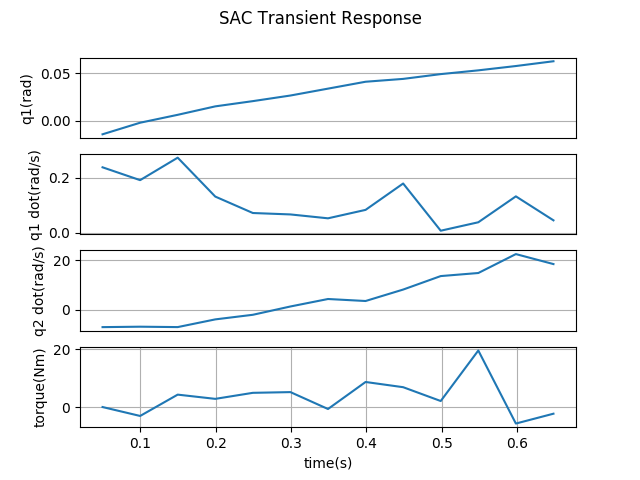 SAC Transient Response
q1(rad)
0.05
0.00
q1 dot(rad/s)
0.2
0.0
q2 dot(rad/s)
20
0
torque(Nm)
20
0
0.1 0.2 0.3 0.4 0.5 0.6
time(s)